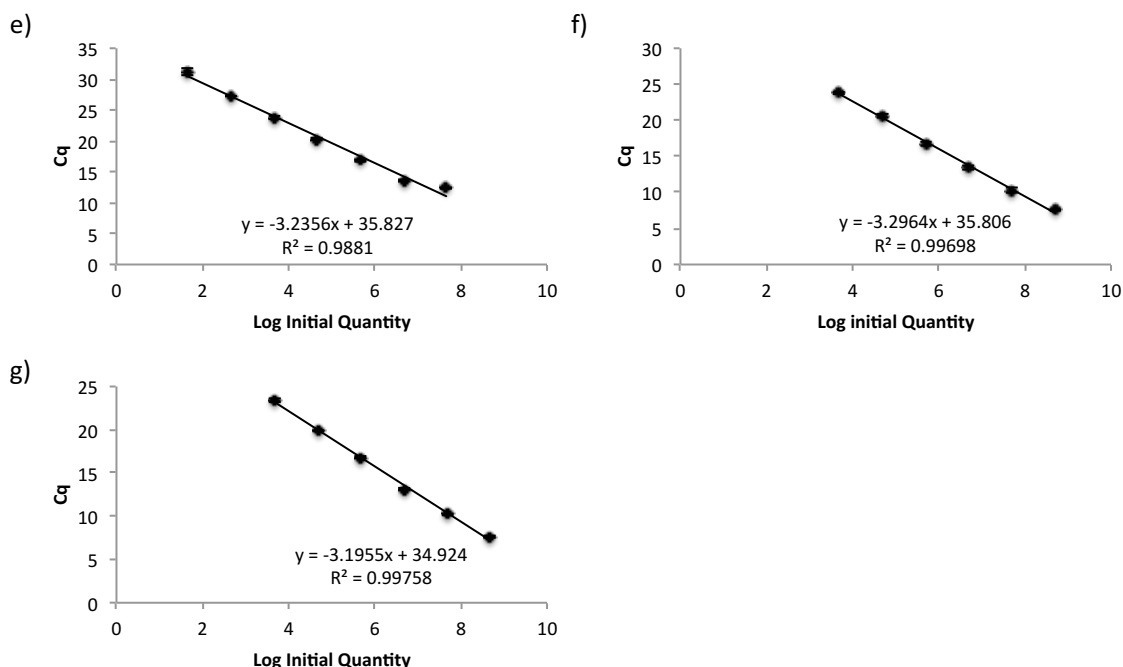 e)
35
30
25
20
15
10
5
0
Cq
y = -3.2356x + 35.827
R² = 0.9881
0 2 4 6 8 10
Log Initial Quantity
f)
30
25
20
15
10
5
0
Cq
y = -3.2964x + 35.806
R² = 0.99698
0 2 4 6 8 10
Log initial Quantity
g)
25
20
15
10
5
0
Cq
y = -3.1955x + 34.924
R² = 0.99758
0 2 4 6 8 10
Log Initial Quantity